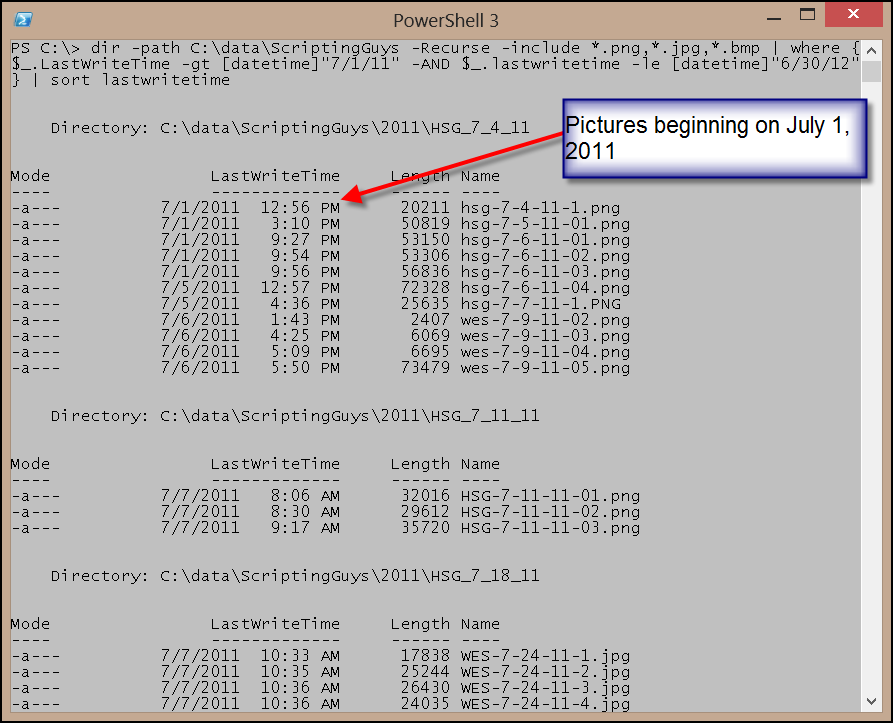 PowerShell 3
PS C:\> dir -path C:\data\ScriptingGuys -Recurse -include *.png,*.jpg,*.bmp | where {
$_.LastWriteTime -gt [datetime]"7/1/11" -AND $_.lastwritetime -le [datetime]"6/30/12"
} | sort lastwritetime
Directory: C:\data\ScriptingGuys\2011\HSG_7_4_11
Pictures beginning on July 1,
2011
Mode LastWriteTime Length Name
---- ------------- ------ ----
-a--- 7/1/2011 12:56 PM 20211 hsg-7-4-11-1.png
-a--- 7/1/2011 3:10 PM 50819 hsg-7-5-11-01.png
-a--- 7/1/2011 9:27 PM 53150 hsg-7-6-11-01.png
-a--- 7/1/2011 9:54 PM 53306 hsg-7-6-11-02.png
-a--- 7/1/2011 9:56 PM 56836 hsg-7-6-11-03.png
-a--- 7/5/2011 12:57 PM 72328 hsg-7-6-11-04.png
-a--- 7/5/2011 4:36 PM 25635 hsg-7-7-11-1.PNG
-a--- 7/6/2011 1:43 PM 2407 wes-7-9-11-02.png
-a--- 7/6/2011 4:25 PM 6069 wes-7-9-11-03.png
-a--- 7/6/2011 5:09 PM 6695 wes-7-9-11-04.png
-a--- 7/6/2011 5:50 PM 73479 wes-7-9-11-05.png
Directory: C:\data\ScriptingGuys\2011\HSG_7_11_11
Mode LastWriteTime Length Name
---- ------------- ------ ----
-a--- 7/7/2011 8:06 AM 32016 HSG-7-11-11-01.png
-a--- 7/7/2011 8:30 AM 29612 HSG-7-11-11-02.png
-a--- 7/7/2011 9:17 AM 35720 HSG-7-11-11-03.png
Directory: C:\data\ScriptingGuys\2011\HSG_7_18_11
Mode LastWriteTime Length Name
---- ------------- ------ ----
-a--- 7/7/2011 10:33 AM 17838 WES-7-24-11-1.jpg
-a--- 7/7/2011 10:35 AM 25244 WES-7-24-11-2.jpg
-a--- 7/7/2011 10:36 AM 26430 WES-7-24-11-3.jpg
-a--- 7/7/2011 10:36 AM 24035 WES-7-24-11-4.jpg